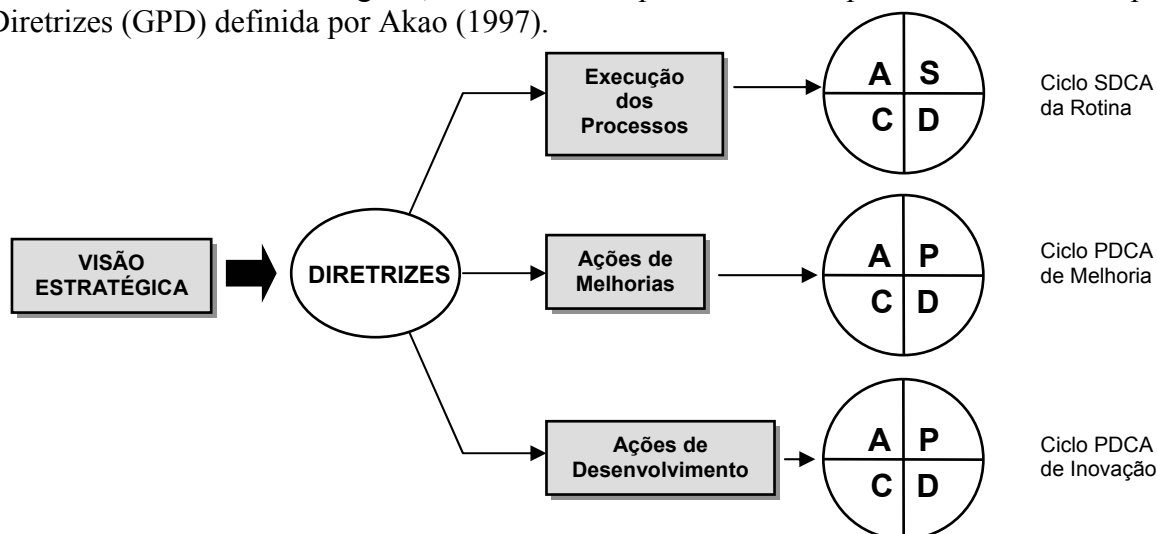 Diretrizes (GPD) definida por Akao (1997).
Execução
dos
Processos
A S
C D
Ciclo SDCA
da Rotina
VISÃO
ESTRATÉGICA
DIRETRIZES
Ações de
Melhorias
A P
C D
Ciclo PDCA
de Melhoria
Ações de
Desenvolvimento
A P
C D
Ciclo PDCA
de Inovação